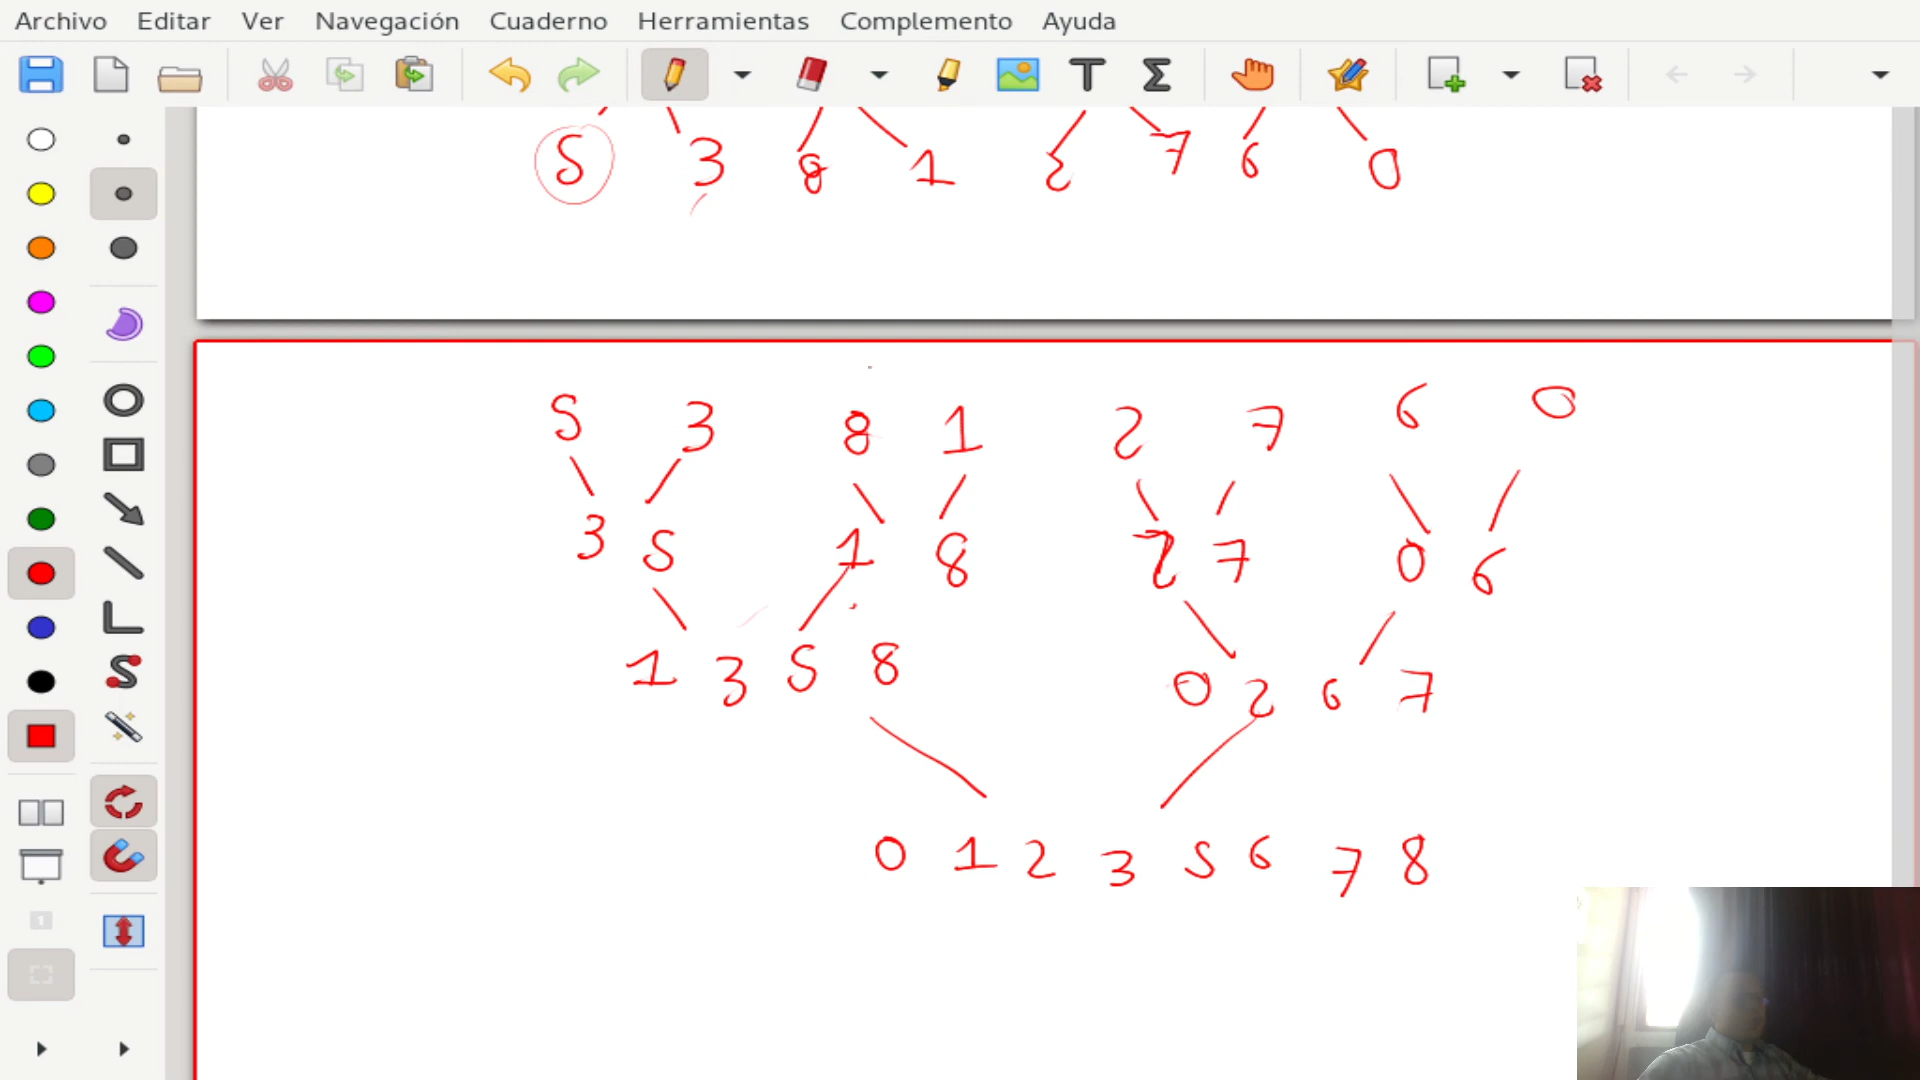 Archivo Editar Ver Navegación Cuaderno Herramientas Complemento Ayuda
5 3 8 1 2 7 6 0
5 3 8 1 2 7 6 0
3 5 1 8 2 7 0 6
1 3 5 8 0 2 6 7
0 1 2 3 5 6 7 8